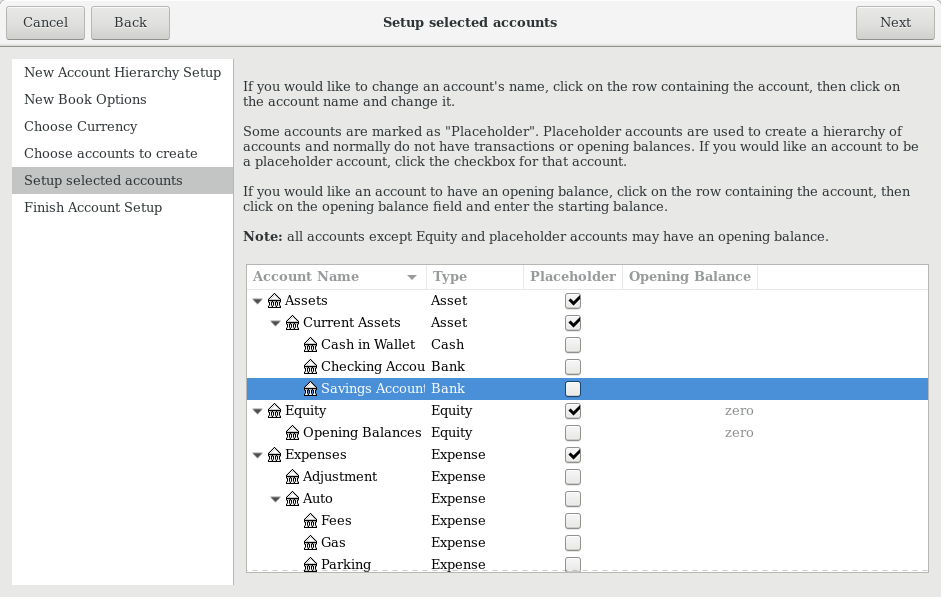 Cancel
Back
Setup selected accounts
Next
New Account Hierarchy Setup
New Book Options
Choose Currency
Choose accounts to create
Setup selected accounts
Finish Account Setup
If you would like to change an account's name, click on the row containing the account, then click on
the account name and change it.
Some accounts are marked as "Placeholder". Placeholder accounts are used to create a hierarchy of
accounts and normally do not have transactions or opening balances. If you would like an account to be
a placeholder account, click the checkbox for that account.
If you would like an account to have an opening balance, click on the row containing the account, then
click on the opening balance field and enter the starting balance.
Note: all accounts except Equity and placeholder accounts may have an opening balance.
Account Name Type Placeholder Opening Balance
Assets Asset
Current Assets Asset
Cash in Wallet Cash
Checking Accou Bank
Savings Account Bank
Equity Equity zero
Opening Balances Equity zero
Expenses Expense
Adjustment Expense
Auto Expense
Fees Expense
Gas Expense
Parking Expense